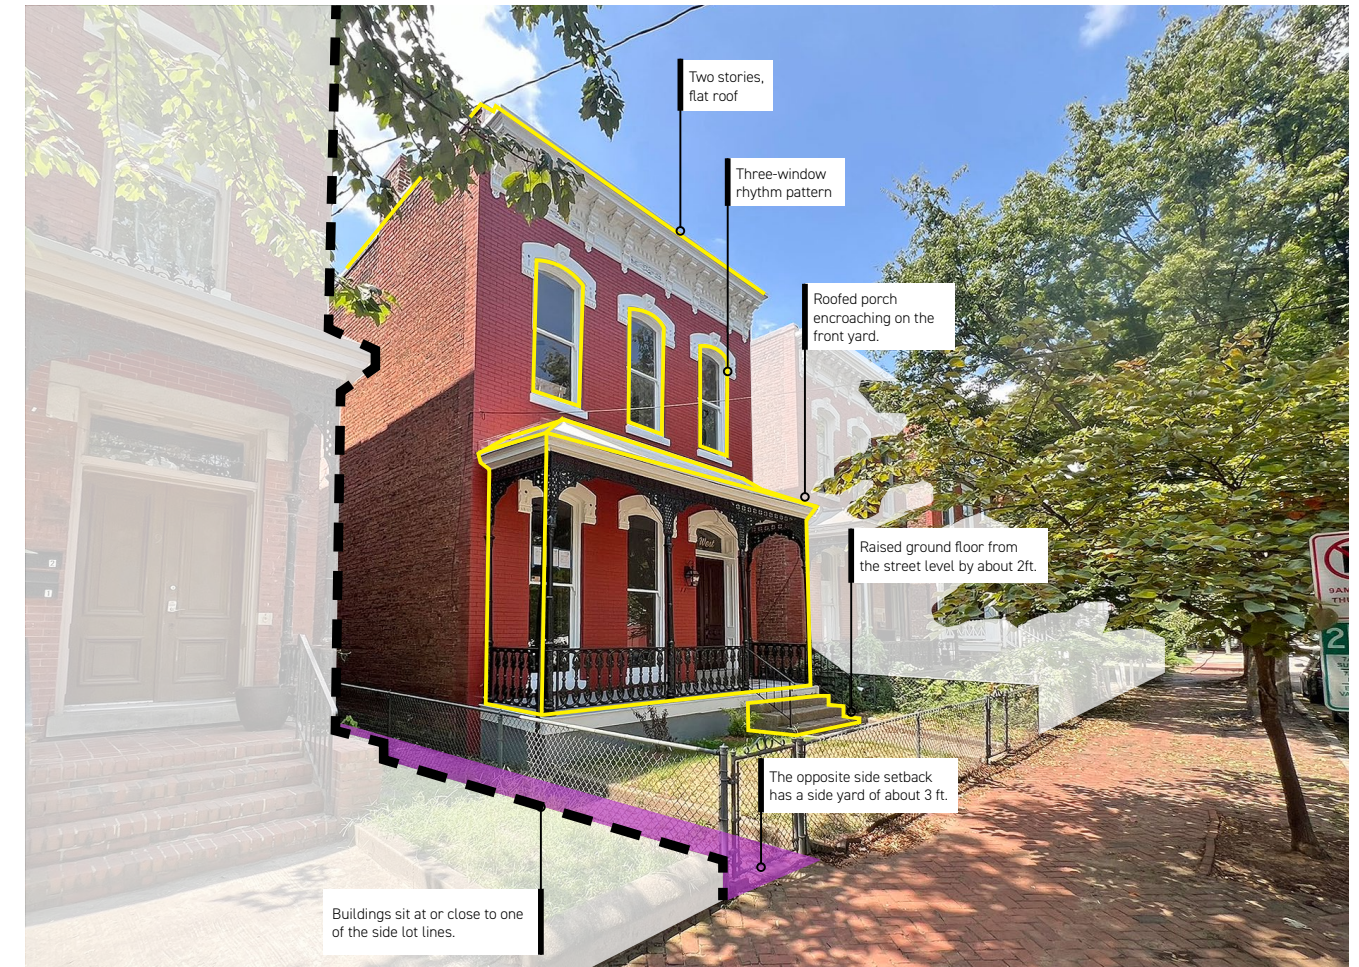 Two stories,
flat roof
Three-window
rhythm pattern
Roofed porch
encroaching on the
front yard.
West
Raised ground floor from
the street level by about 2ft.
2
1
9AM
THU
2
The opposite side setback
has a side yard of about 3 ft.
Buildings sit at or close to one
of the side lot lines.